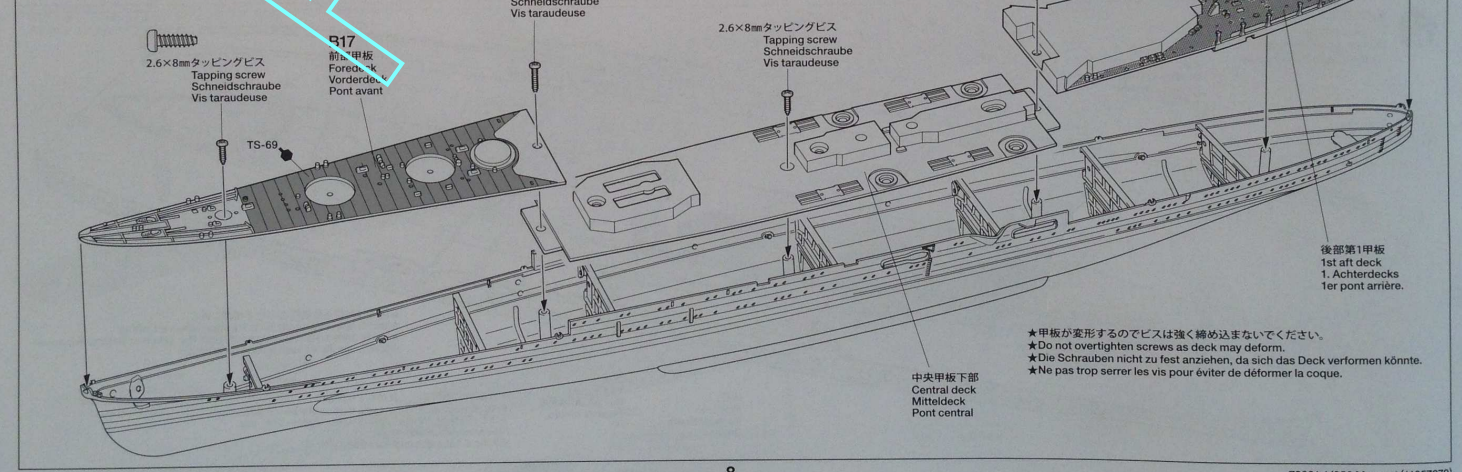 Schneidschraube
Vis taraudeuse
B17
前部甲板
Foredeck
Vorderdeck
Pont avant
2.6×8mmタッピングビス
Tapping screw
Schneidschraube
Vis taraudeuse
TS-69
2.6×8mmタッピングビス
Tapping screw
Schneidschraube
Vis taraudeuse
後部第1甲板
1st aft deck
1. Achterdecks
1er pont arrière.
中央甲板下部
Central deck
Mitteldeck
Pont central
★甲板が変形するのでビスは強く締め込まないでください。
★Do not overtighten screws as deck may deform.
★Die Schrauben nicht zu fest anziehen, da sich das Deck verformen könnte.
★Ne pas trop serrer les vis pour éviter de déformer la coque.